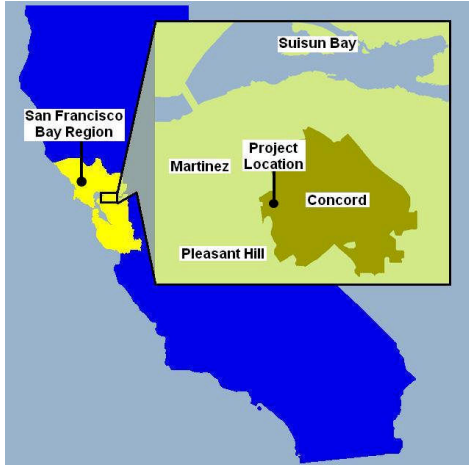 Suisun Bay
San Francisco
Bay Region
Project
Location
Martinez
Concord
Pleasant Hill